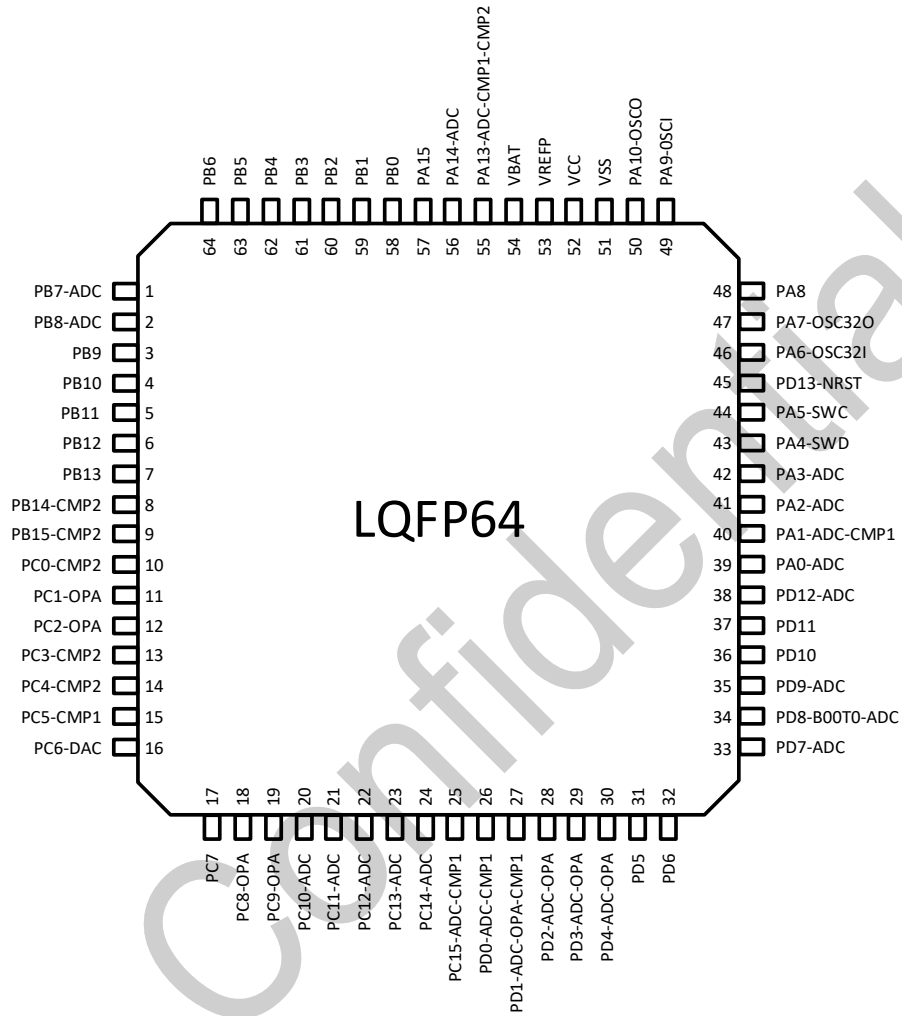 PB6 PB5 PB4 PB3 PB2 PB1 PB0 PA15 PA14-ADC PA13-ADC-CMP1-CMP2 VBAT VREFP VCC VSS PA10-OSCO PA9-0SCI
64 63 62 61 60 59 58 57 56 55 54 53 52 51 50 49
PB7-ADC 1
PB8-ADC 2
PB9 3
PB10 4
PB11 5
PB12 6
PB13 7
PB14-CMP2 8
PB15-CMP2 9
PC0-CMP2 10
PC1-OPA 11
PC2-OPA 12
PC3-CMP2 13
PC4-CMP2 14
PC5-CMP1 15
PC6-DAC 16
LQFP64
48 PA8
47 PA7-OSC32O
46 PA6-OSC32I
45 PD13-NRST
44 PA5-SWC
43 PA4-SWD
42 PA3-ADC
41 PA2-ADC
40 PA1-ADC-CMP1
39 PA0-ADC
38 PD12-ADC
37 PD11
36 PD10
35 PD9-ADC
34 PD8-B00T0-ADC
33 PD7-ADC
17 18 19 20 21 22 23 24 25 26 27 28 29 30 31 32
PC7 PC8-OPA PC9-OPA PC10-ADC PC11-ADC PC12-ADC PC13-ADC PC14-ADC PC15-ADC-CMP1 PD0-ADC-CMP1 PD1-ADC-OPA-CMP1 PD2-ADC-OPA PD3-ADC-OPA PD4-ADC-OPA PD5 PD6
Confidential